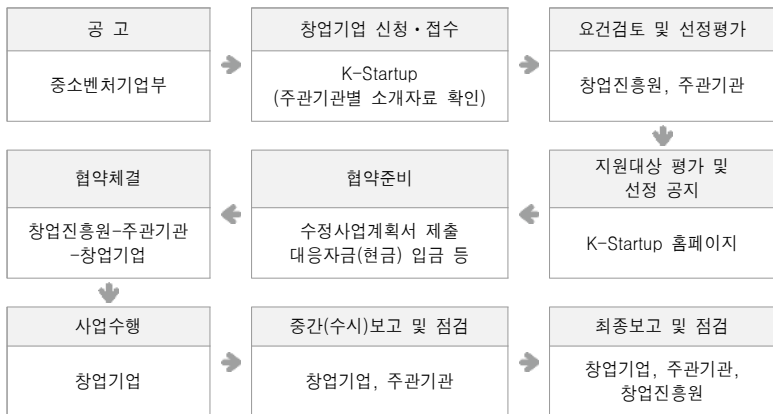 공 고
중소벤처기업부
창업기업 신청・접수
K-Startup
(주관기관별 소개자료 확인)
요건검토 및 선정평가
창업진흥원, 주관기관
지원대상 평가 및
선정 공지
K-Startup 홈페이지
협약준비
수정사업계획서 제출
대응자금(현금) 입금 등
협약체결
창업진흥원-주관기관
-창업기업
사업수행
창업기업
중간(수시)보고 및 점검
창업기업, 주관기관
최종보고 및 점검
창업기업, 주관기관,
창업진흥원